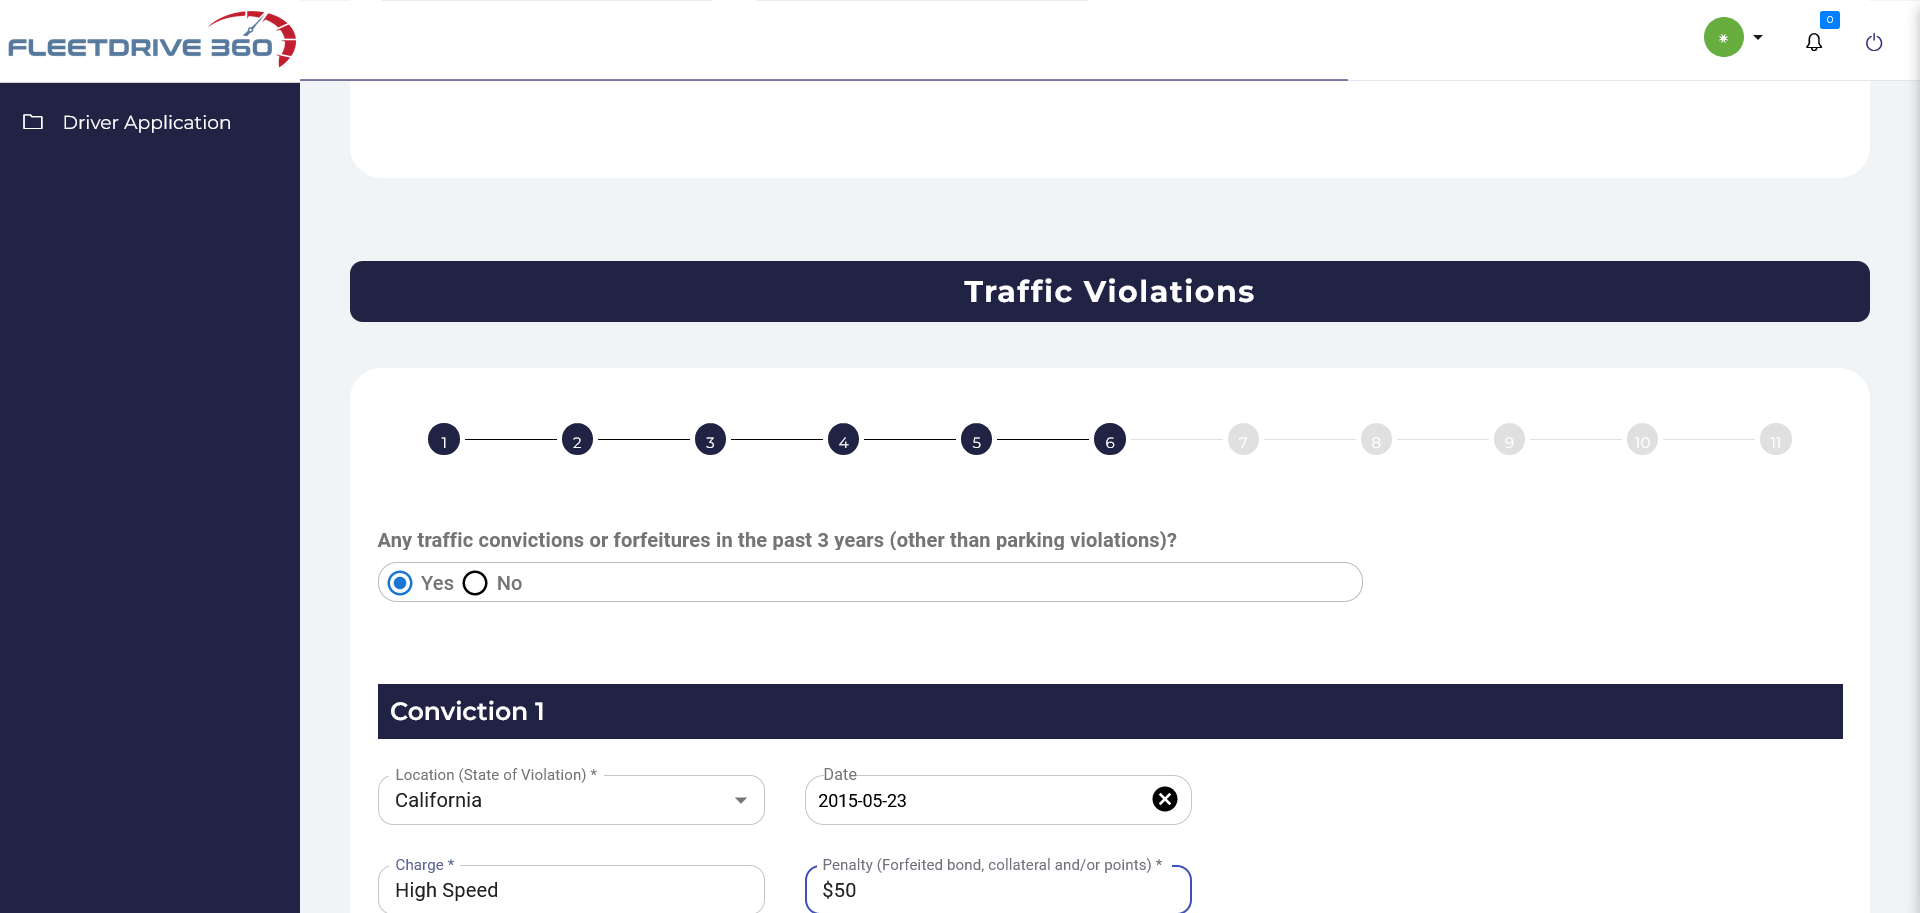 FLEETDRIVE 360
0
Driver Application
Traffic Violations
1 2 3 4 5 6 7 8 9 10 11
Any traffic convictions or forfeitures in the past 3 years (other than parking violations)?
Yes No
Conviction 1
Location (State of Violation) * Date
California 2015-05-23
Charge * Penalty (Forfeited bond, collateral and/or points) *
High Speed $50